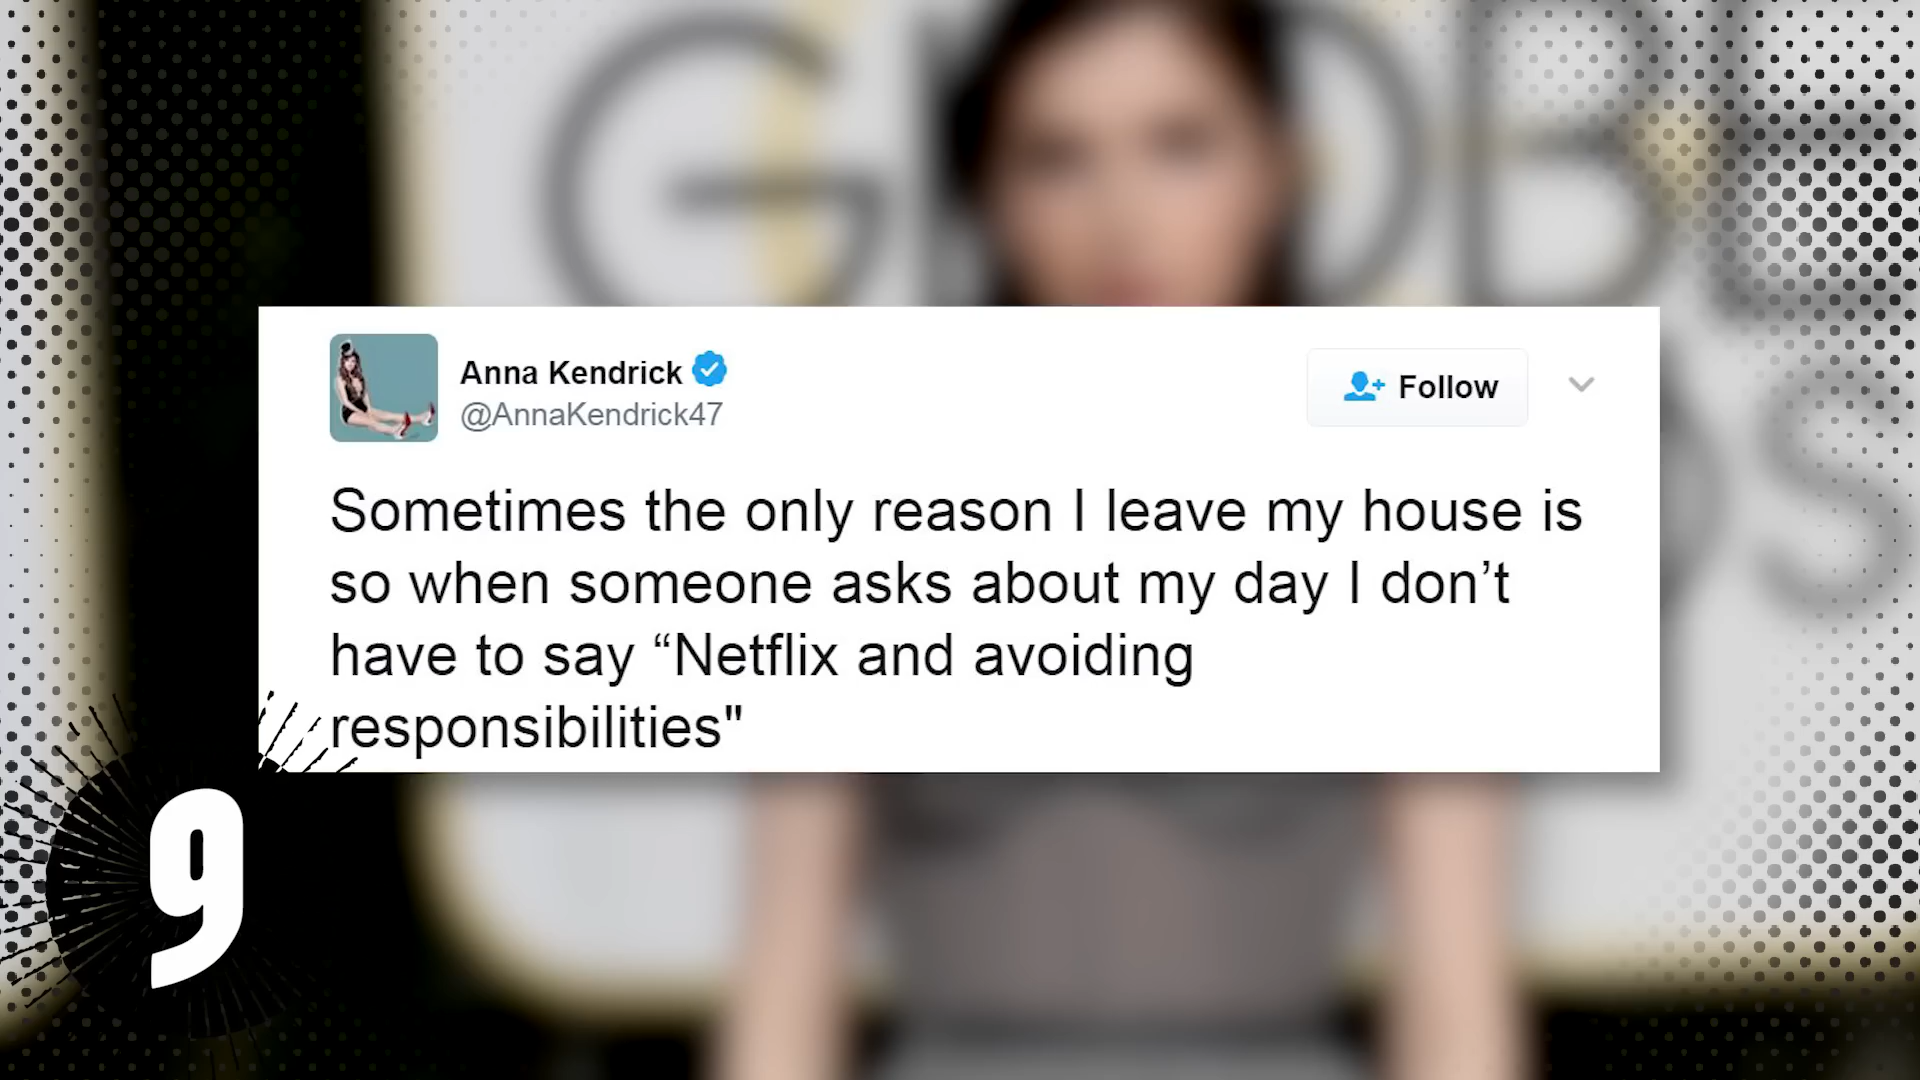 GLOBE
S
Anna Kendrick
@AnnaKendrick47
Follow
Sometimes the only reason I leave my house is
so when someone asks about my day I don’t
have to say “Netflix and avoiding
responsibilities"
9